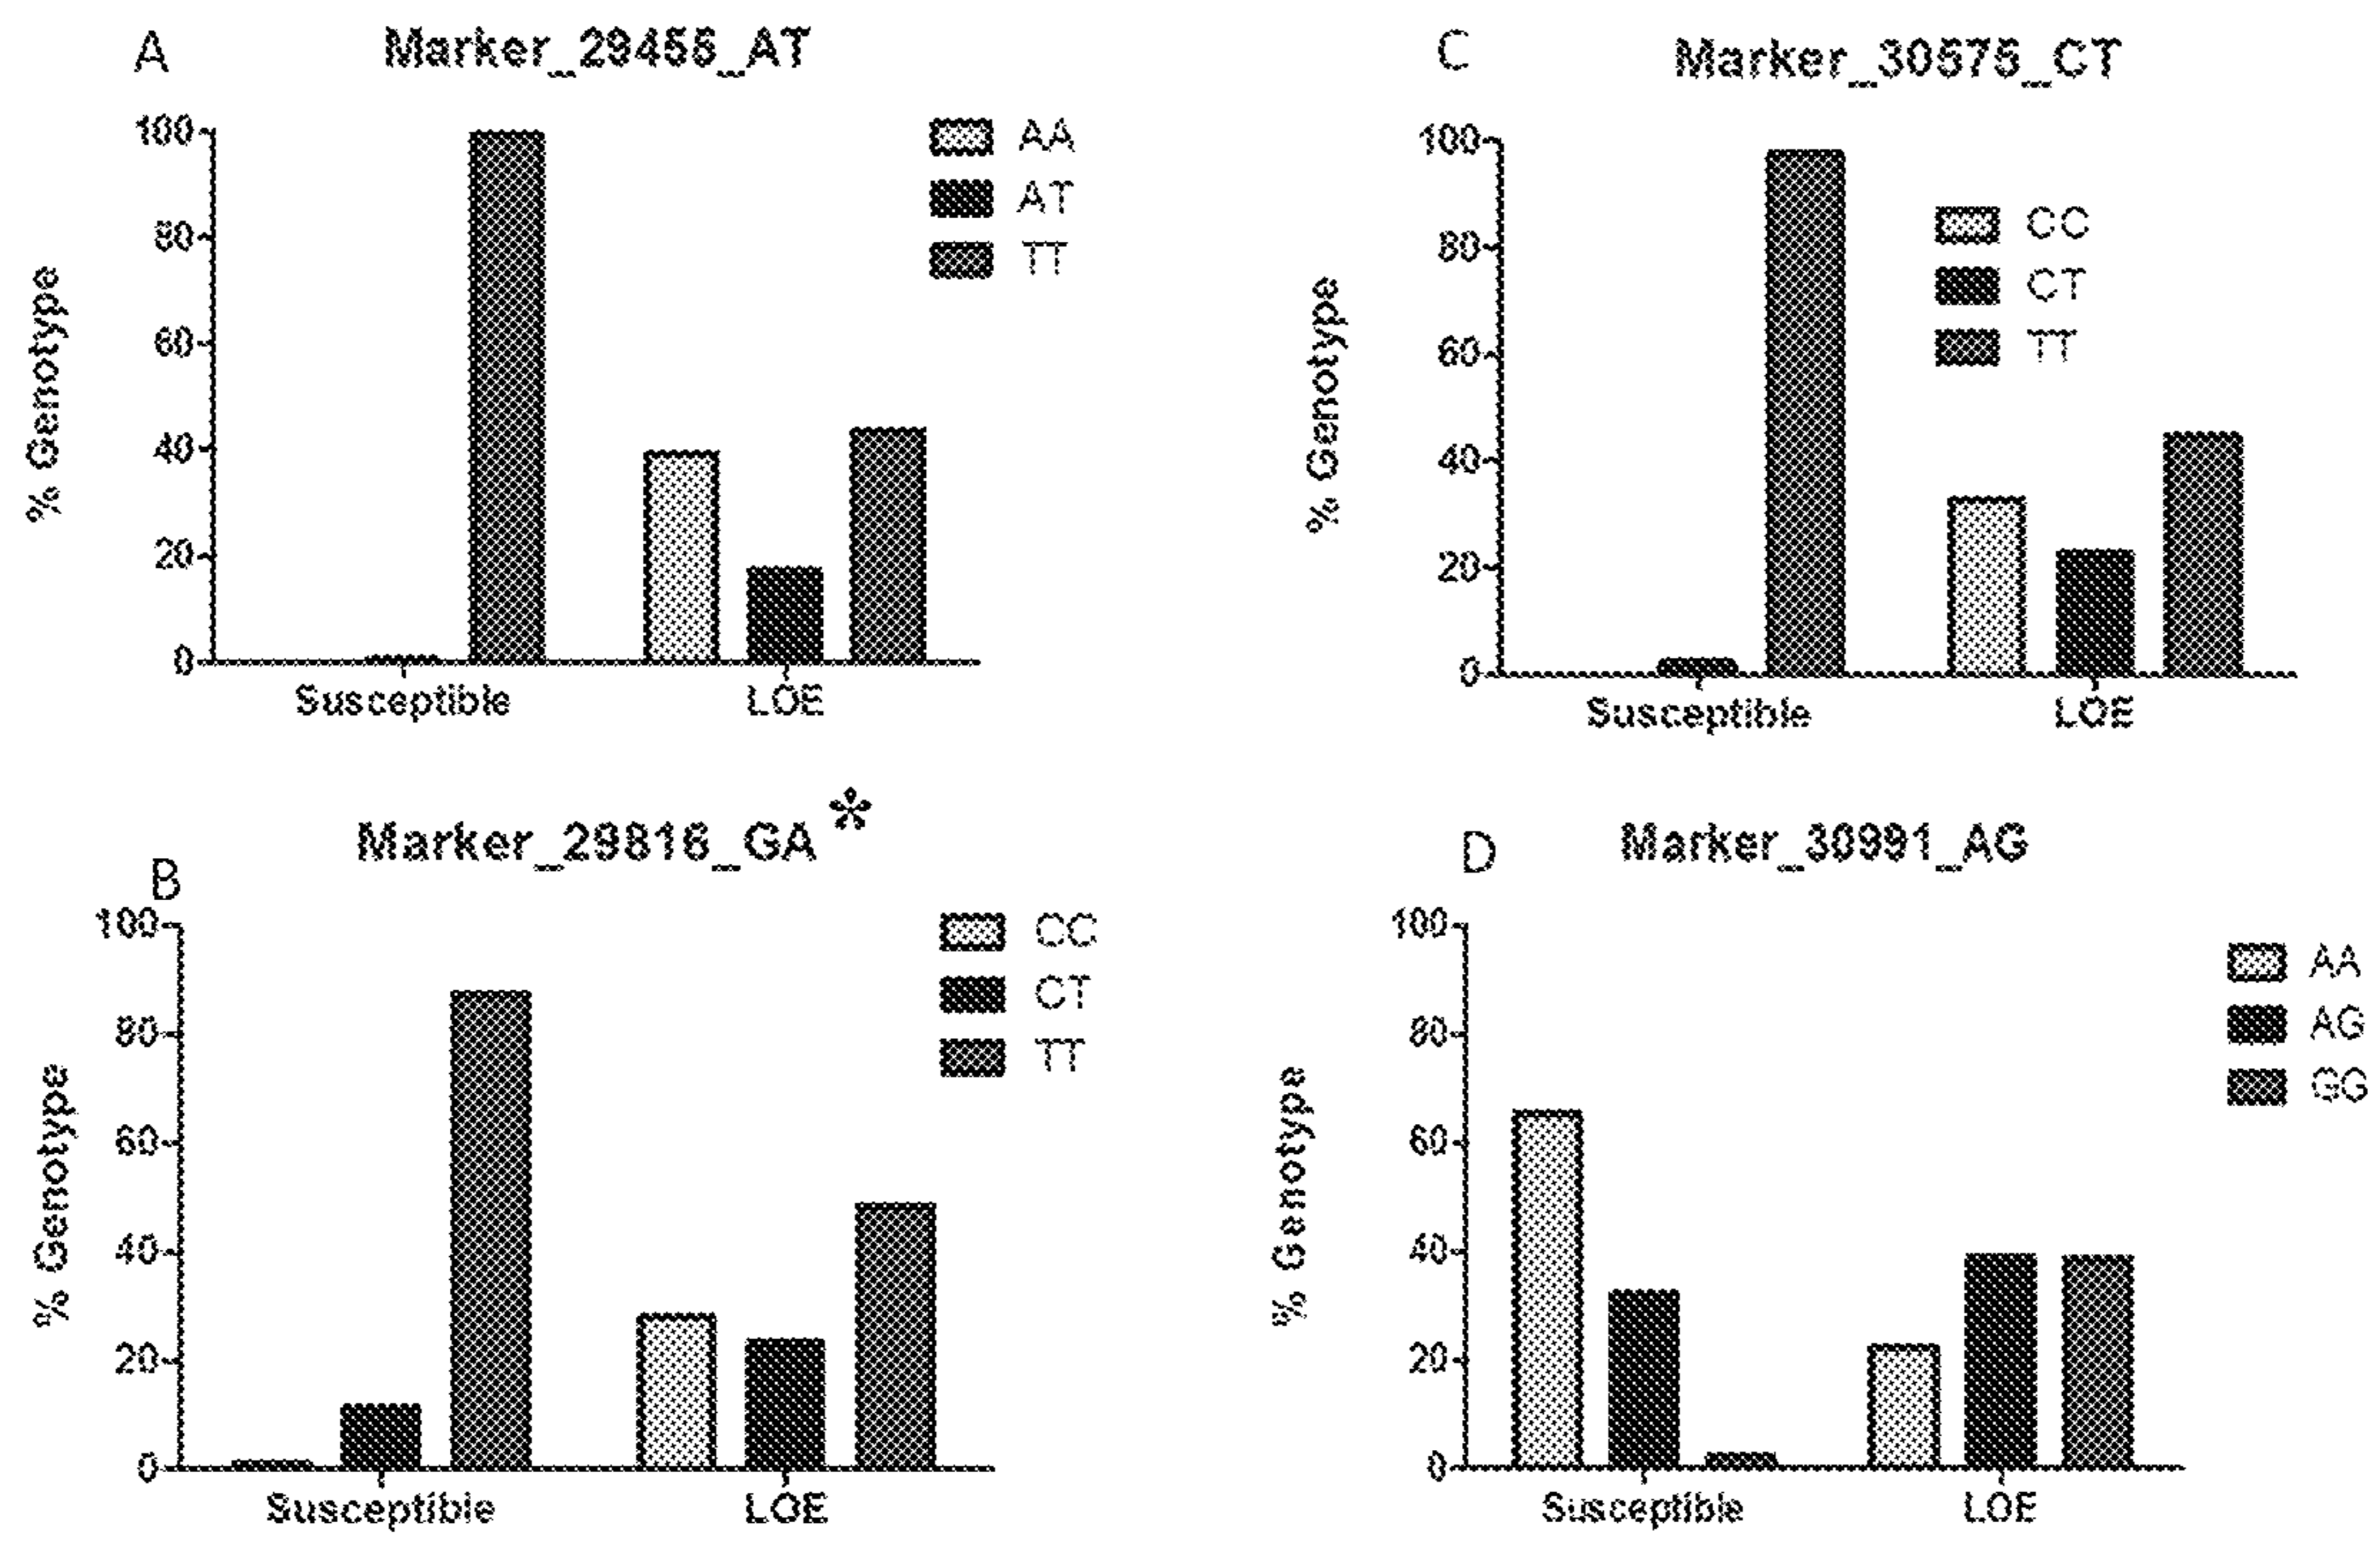 A
Marker_29455_AT
100
80
60
40
20
0
% Genotype
AA
AT
TT
Susceptible
LOE
C
Marker_30575_CT
100
80
60
40
20
0
% Genotype
CC
CT
TT
Susceptible
LOE
B
Marker_29816_GA*
100
80
60
40
20
0
% Genotype
CC
CT
TT
Susceptible
LOE
D
Marker_30991_AG
100
80
60
40
20
0
% Genotype
AA
AG
GG
Susceptible
LOE